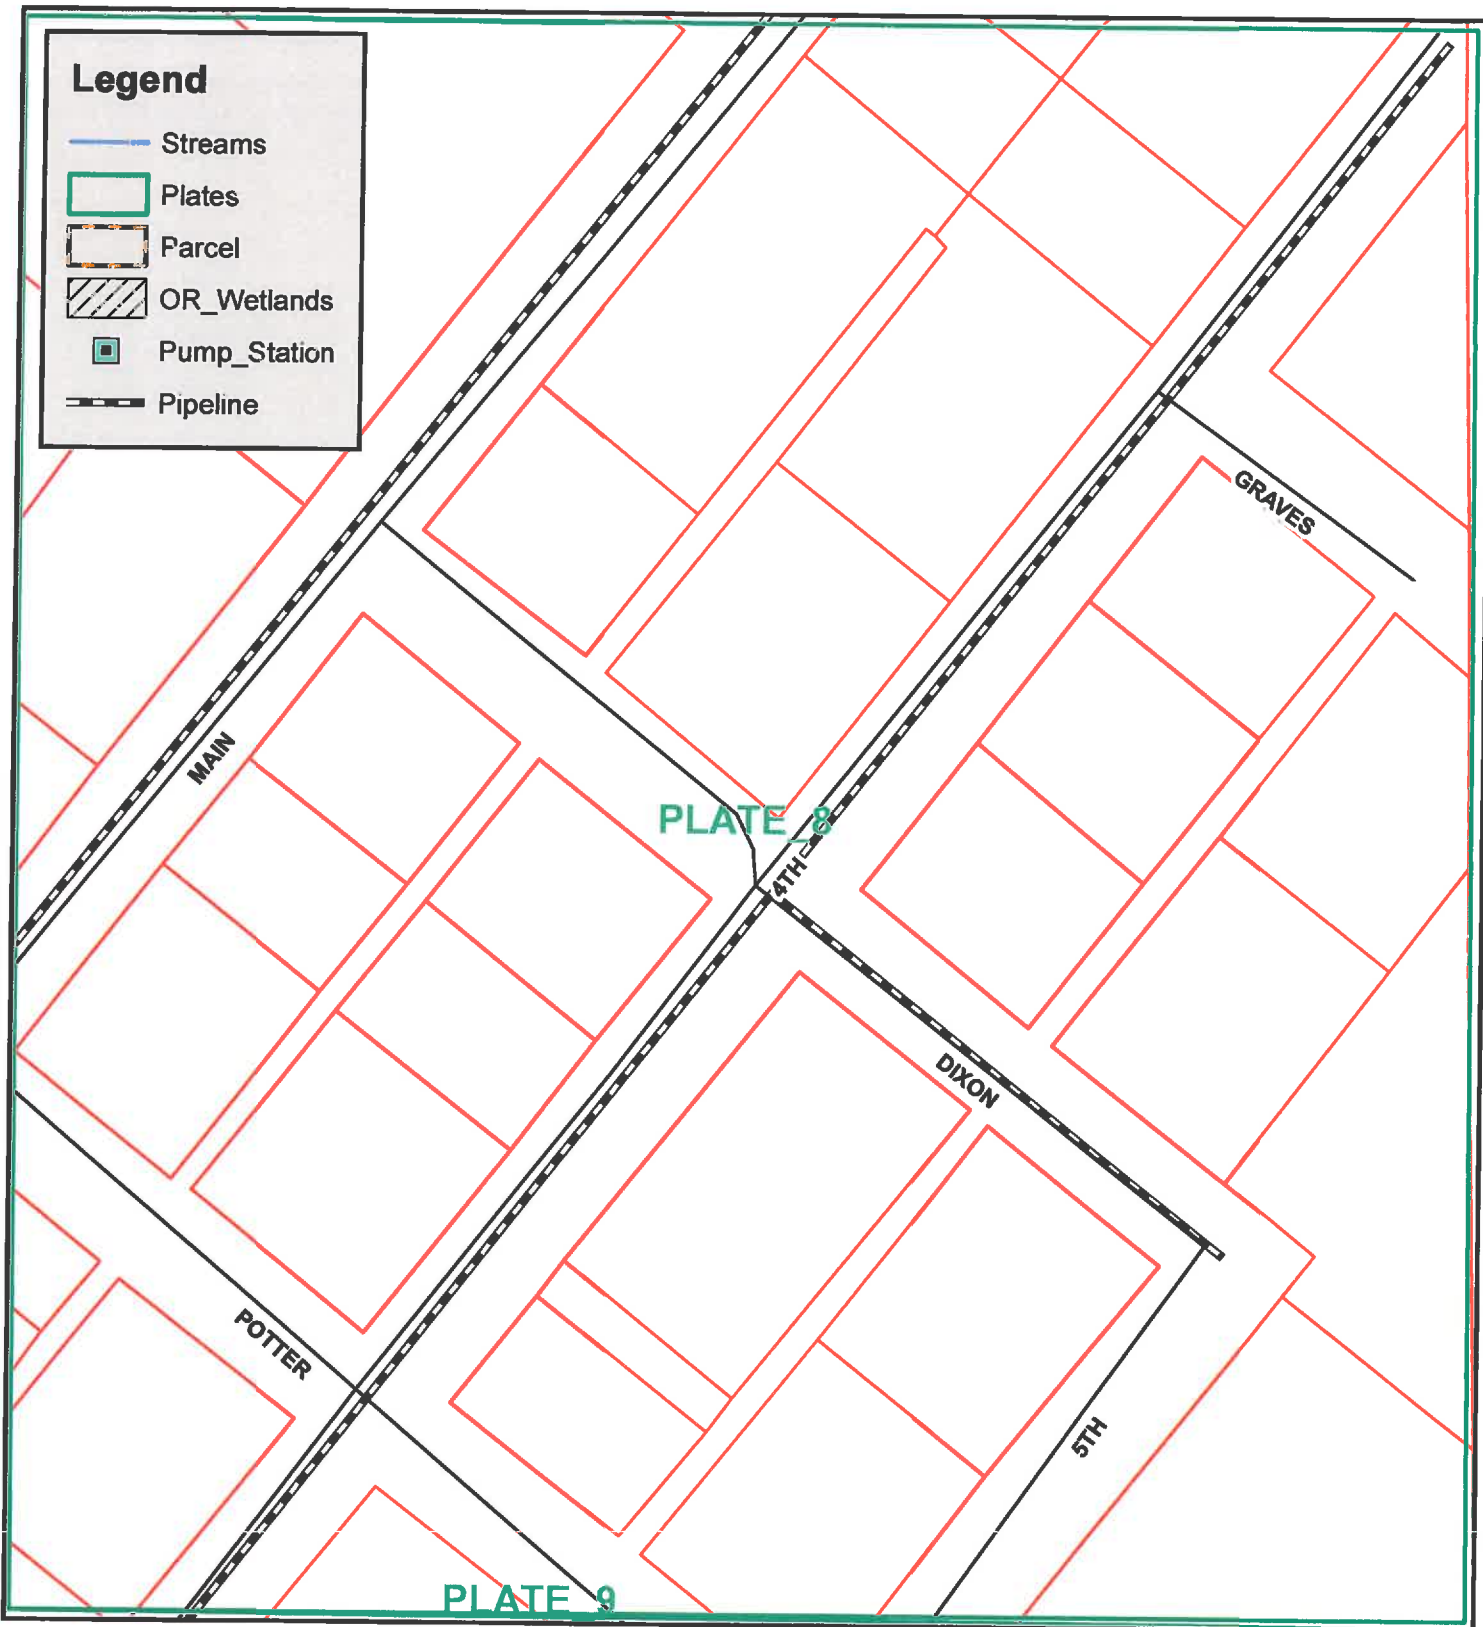 Legend
Streams
Plates
Parcel
OR_Wetlands
Pump_Station
Pipeline
GRAVES
MAIN
PLATE_8
4TH
DIXON
POTTER
5TH
PLATE_9